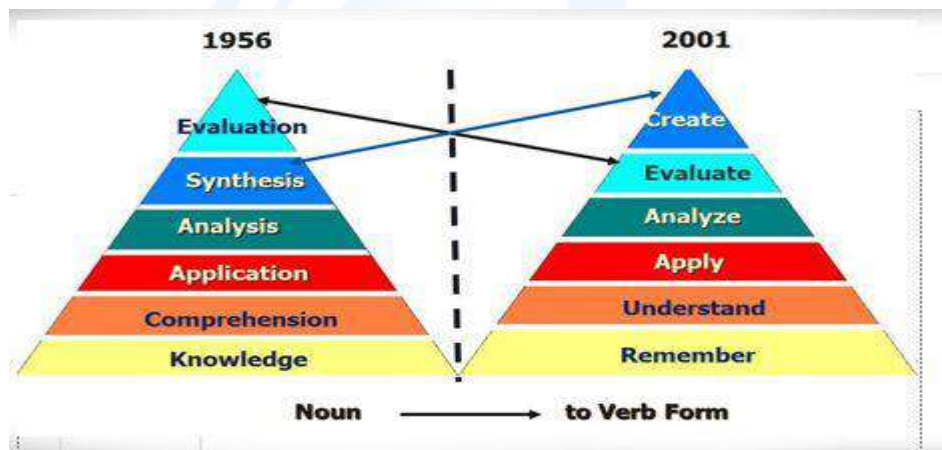 1956
Evaluation
Synthesis
Analysis
Application
Comprehension
Knowledge
2001
Create
Evaluate
Analyze
Apply
Understand
Remember
Noun to Verb Form